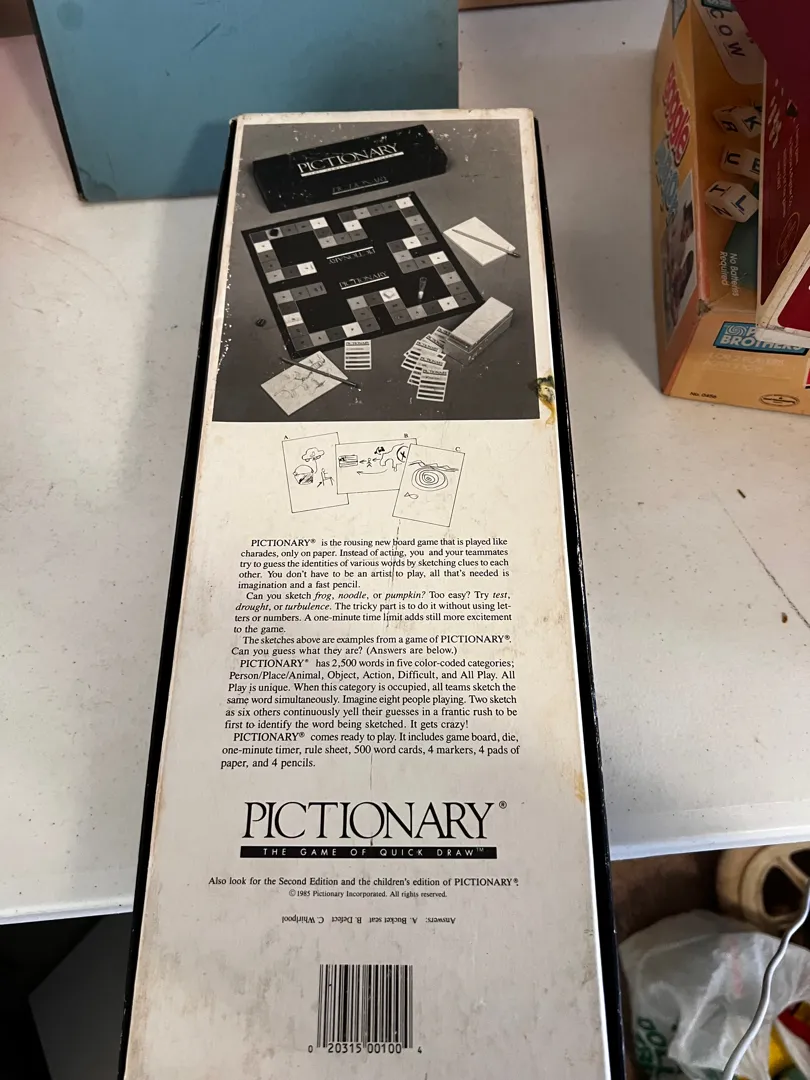 PICTIONARY
PICTIONARY
PICTIONARY
PICTIONARY
COW
Boggle
No Batteries
Required
PARKER
BROTHERS
A B C
PICTIONARY® is the rousing new board game that is played like
charades, only on paper. Instead of acting, you and your teammates
try to guess the identities of various words by sketching clues to each
other. You don't have to be an artist to play, all that's needed is
imagination and a fast pencil.
Can you sketch frog, noodle, or pumpkin? Too easy? Try test,
drought, or turbulence. The tricky part is to do it without using let-
ters or numbers. A one-minute time limit adds still more excitement
to the game.
The sketches above are examples from a game of PICTIONARY®.
Can you guess what they are? (Answers are below.)
PICTIONARY® has 2,500 words in five color-coded categories;
Person/Place/Animal, Object, Action, Difficult, and All Play. All
Play is unique. When this category is occupied, all teams sketch the
same word simultaneously. Imagine eight people playing. Two sketch
as six others continuously yell their guesses in a frantic rush to be
first to identify the word being sketched. It gets crazy!
PICTIONARY® comes ready to play. It includes game board, die,
one-minute timer, rule sheet, 500 word cards, 4 markers, 4 pads of
paper, and 4 pencils.
PICTIONARY®
THE GAME OF QUICK DRAW™
Also look for the Second Edition and the children's edition of PICTIONARY®.
© 1985 Pictionary Incorporated. All rights reserved.
Answers: A. Bucket seat B. Defect C. Whirlpool
0 20315 00100 4